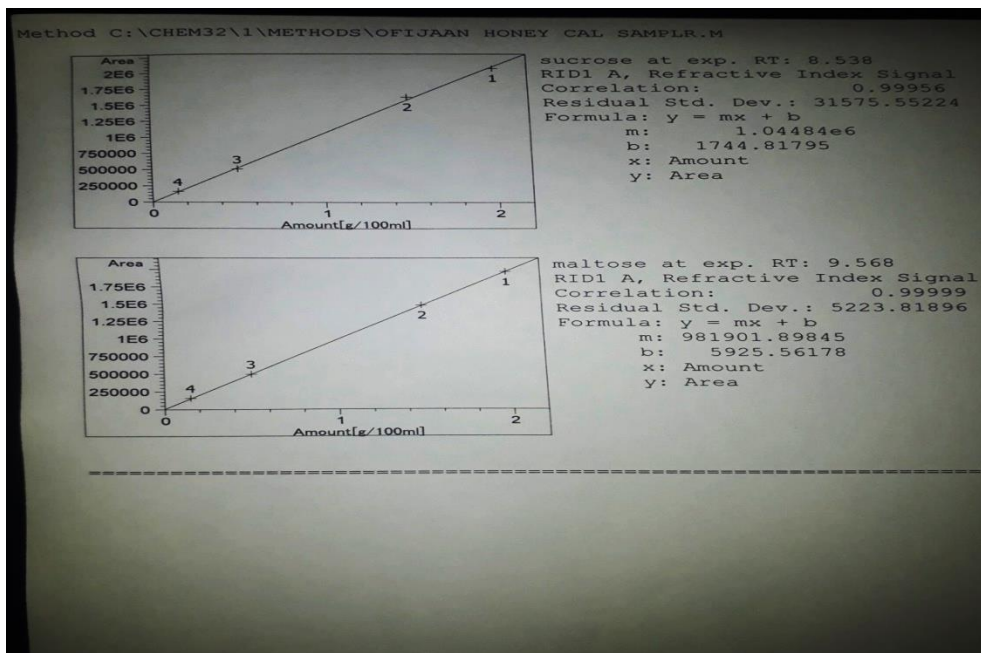 Method C:\CHEM32\1\METHODS\OFIJAAN HONEY CAL SAMPLR.M
Area
2E6
1.75E6
1.5E6
1.25E6
1E6
750000
500000
250000
0
1
2
3
4
0 1 2
Amount[g/100ml]
sucrose at exp. RT: 8.538
RID1 A, Refractive Index Signal
Correlation: 0.99956
Residual Std. Dev.: 31575.55224
Formula: y = mx + b
m: 1.04484e6
b: 1744.81795
x: Amount
y: Area
Area
1.75E6
1.5E6
1.25E6
1E6
750000
500000
250000
0
1
2
3
4
0 1 2
Amount[g/100ml]
maltose at exp. RT: 9.568
RID1 A, Refractive Index Signal
Correlation: 0.99999
Residual Std. Dev.: 5223.81896
Formula: y = mx + b
m: 981901.89845
b: 5925.56178
x: Amount
y: Area